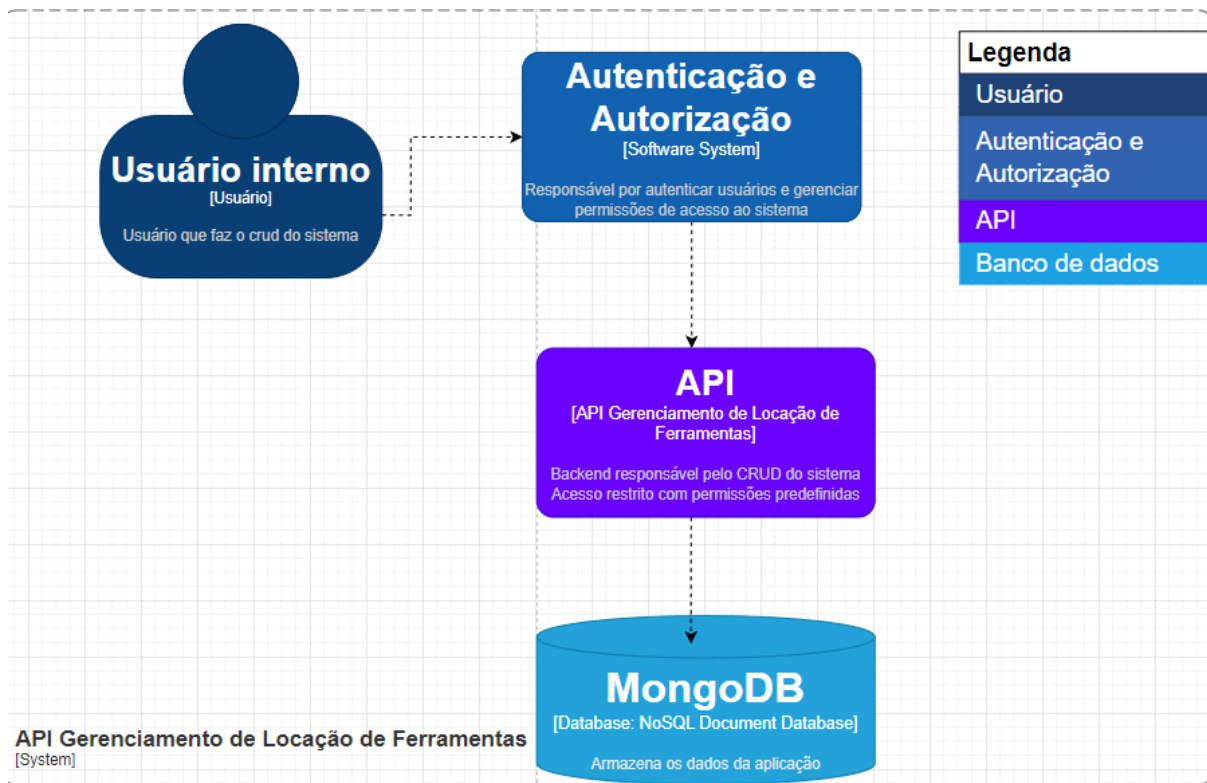 Usuário interno
[Usuário]
Usuário que faz o crud do sistema
Autenticação e
Autorização
[Software System]
Responsável por autenticar usuários e gerenciar
permissões de acesso ao sistema
Legenda
Usuário
Autenticação e
Autorização
API
Banco de dados
API
[API Gerenciamento de Locação de
Ferramentas]
Backend responsável pelo CRUD do sistema
Acesso restrito com permissões predefinidas
MongoDB
[Database: NoSQL Document Database]
Armazena os dados da aplicação
API Gerenciamento de Locação de Ferramentas
[System]